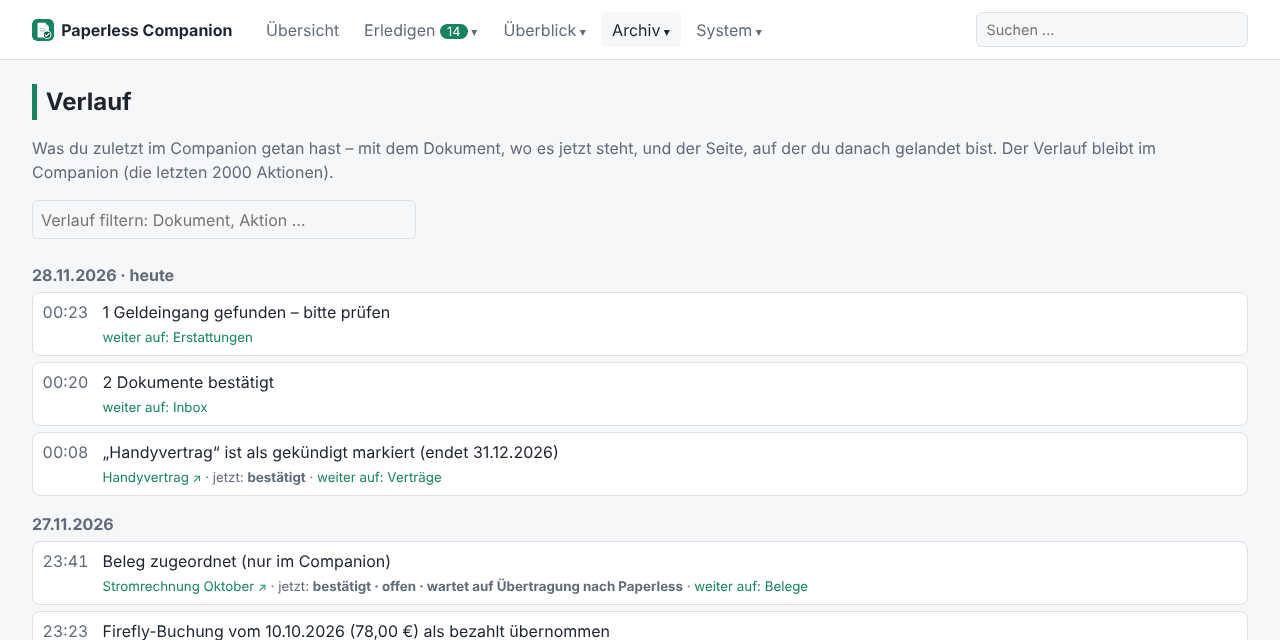 Paperless Companion Übersicht Erledigen 14 ▾ Überblick ▾ Archiv ▾ System ▾ Suchen ...
Verlauf
Was du zuletzt im Companion getan hast – mit dem Dokument, wo es jetzt steht, und der Seite, auf der du danach gelandet bist. Der Verlauf bleibt im
Companion (die letzten 2000 Aktionen).
Verlauf filtern: Dokument, Aktion ...
28.11.2026 · heute
00:23 1 Geldeingang gefunden – bitte prüfen
weiter auf: Erstattungen
00:20 2 Dokumente bestätigt
weiter auf: Inbox
00:08 „Handyvertrag“ ist als gekündigt markiert (endet 31.12.2026)
Handyvertrag ↗ · jetzt: bestätigt · weiter auf: Verträge
27.11.2026
23:41 Beleg zugeordnet (nur im Companion)
Stromrechnung Oktober ↗ · jetzt: bestätigt · offen · wartet auf Übertragung nach Paperless · weiter auf: Belege
23:23 Firefly-Buchung vom 10.10.2026 (78,00 €) als bezahlt übernommen